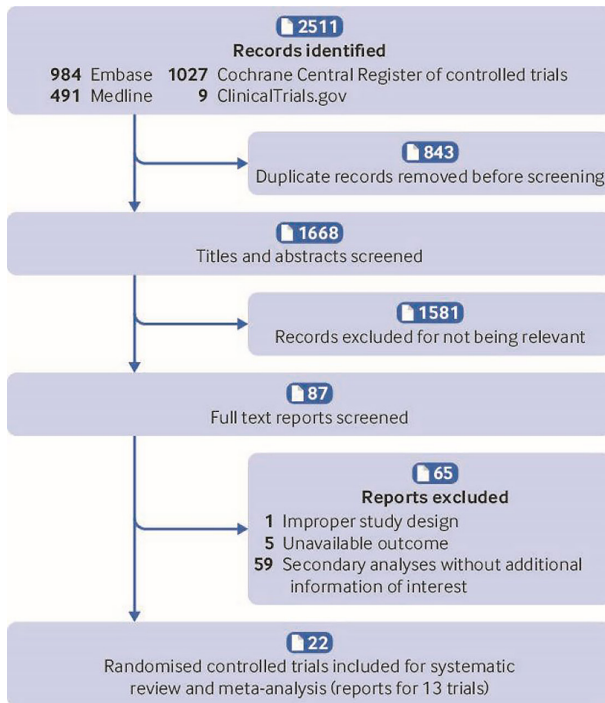 2511
Records identified
984 Embase 1027 Cochrane Central Register of controlled trials
491 Medline 9 ClinicalTrials.gov
843
Duplicate records removed before screening
1668
Titles and abstracts screened
1581
Records excluded for not being relevant
87
Full text reports screened
65
Reports excluded
1 Improper study design
5 Unavailable outcome
59 Secondary analyses without additional
information of interest
22
Randomised controlled trials included for systematic
review and meta-analysis (reports for 13 trials)